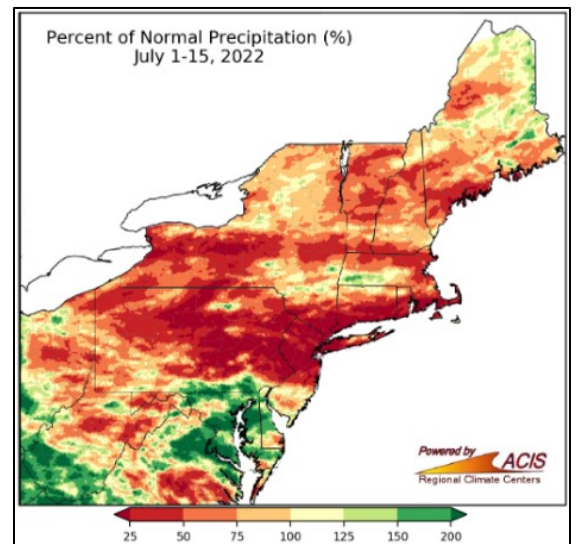 Percent of Normal Precipitation (%)
July 1-15, 2022
Powered by
ACIS
Regional Climate Centers
25 50 75 100 125 150 200